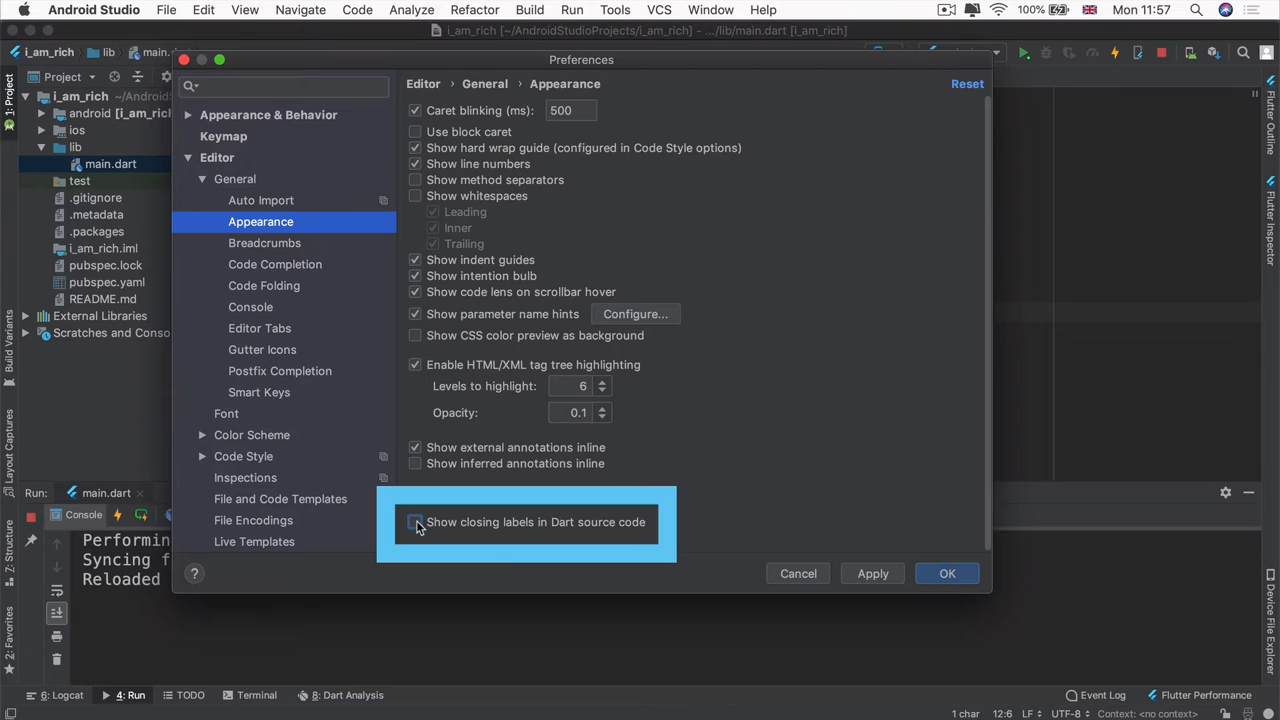 Android Studio File Edit View Navigate Code Analyze Refactor Build Run Tools VCS Window Help 100% Mon 11:57
i_am_rich [~/AndroidStudioProjects/i_am_rich] - .../lib/main.dart [i_am_rich]
i_am_rich lib main.
Preferences
1: Project
Project
i_am_rich ~/Android
android [i_am_rich]
ios
lib
main.dart
test
.gitignore
.metadata
.packages
i_am_rich.iml
pubspec.lock
pubspec.yaml
README.md
External Libraries
Scratches and Conso
Build Variants
Layout Captures
Z: Structure
2: Favorites
Appearance & Behavior
Keymap
Editor
General
Auto Import
Appearance
Breadcrumbs
Code Completion
Code Folding
Console
Editor Tabs
Gutter Icons
Postfix Completion
Smart Keys
Font
Color Scheme
Code Style
Inspections
File and Code Templates
File Encodings
Live Templates
Editor › General › Appearance Reset
Caret blinking (ms): 500
Use block caret
Show hard wrap guide (configured in Code Style options)
Show line numbers
Show method separators
Show whitespaces
Leading
Inner
Trailing
Show indent guides
Show intention bulb
Show code lens on scrollbar hover
Show parameter name hints Configure...
Show CSS color preview as background
Enable HTML/XML tag tree highlighting
Levels to highlight: 6
Opacity: 0.1
Show external annotations inline
Show inferred annotations inline
Show closing labels in Dart source code
? Cancel Apply OK
Flutter Outline
Flutter Inspector
Device File Explorer
Run: main.dart
Console
Performin
Syncing f
Reloaded
6: Logcat 4: Run TODO Terminal 8: Dart Analysis Event Log Flutter Performance
1 char 12:6 LF UTF-8 Context: <no context>